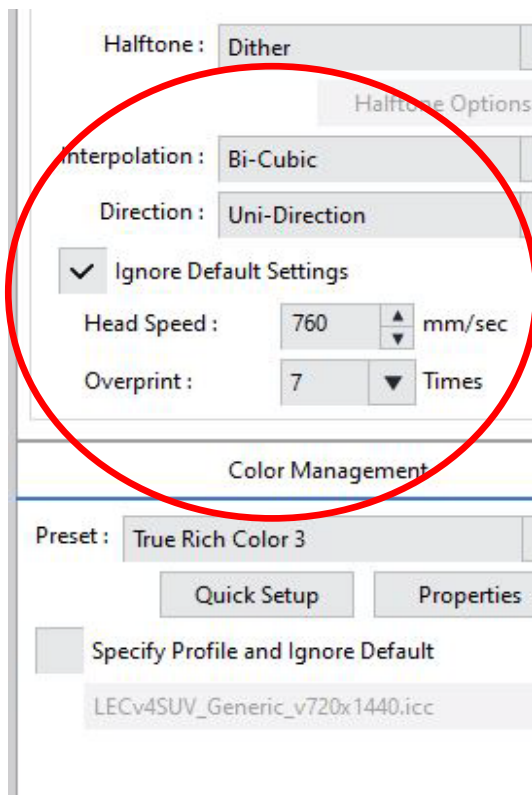 Halftone : Dither
Halftone Options
Interpolation : Bi-Cubic
Direction : Uni-Direction
Ignore Default Settings
Head Speed : 760 mm/sec
Overprint : 7 Times
Color Management
Preset : True Rich Color 3
Quick Setup Properties
Specify Profile and Ignore Default
LECv4SUV_Generic_v720x1440.icc